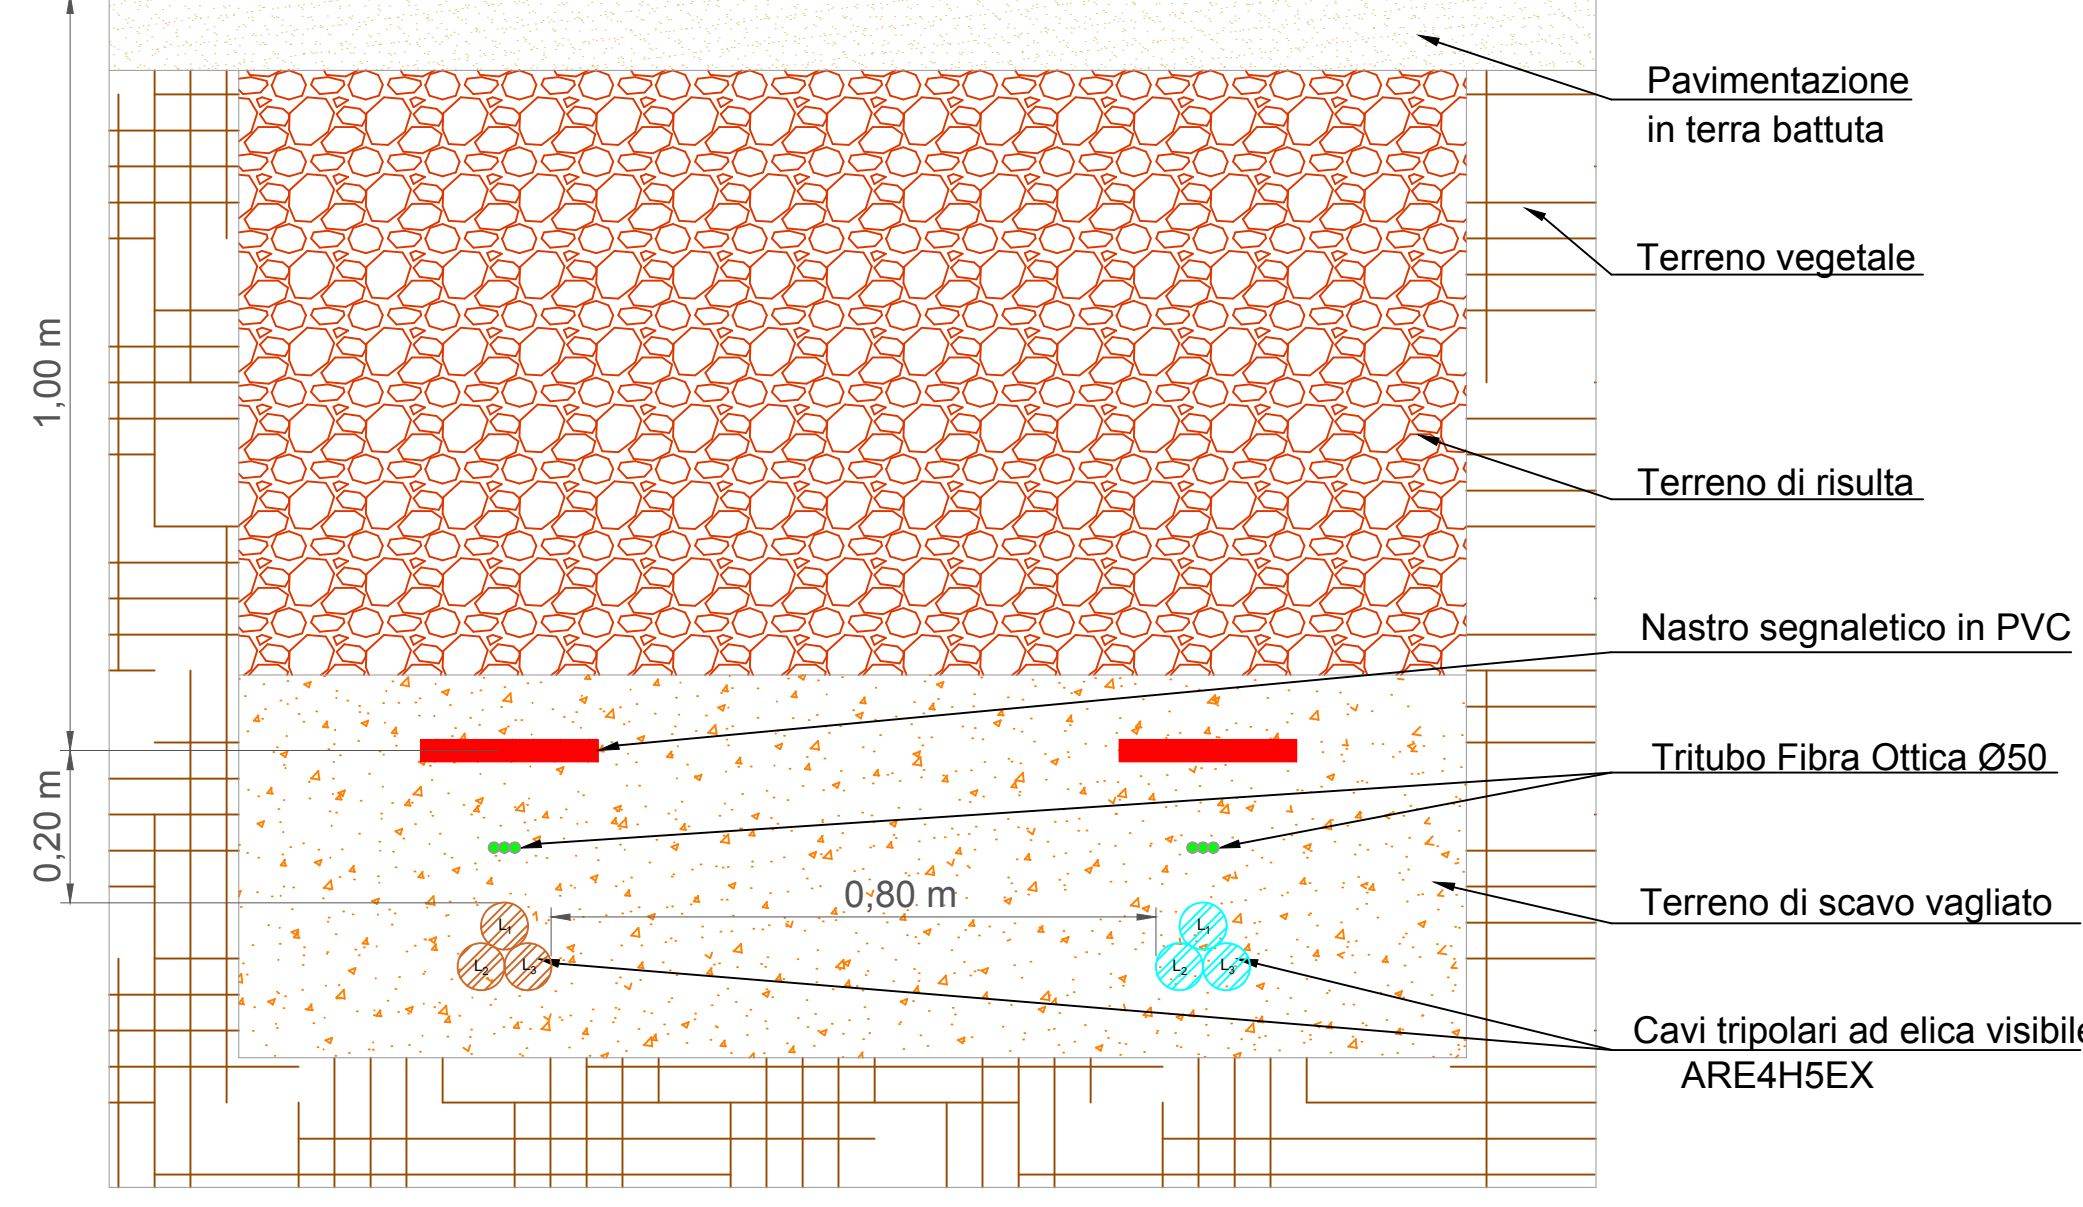 Pavimentazione
in terra battuta
Terreno vegetale
1,00 m
Terreno di risulta
Nastro segnaletico in PVC
Tritubo Fibra Ottica Ø50
0,20 m
0,80 m
Terreno di scavo vagliato
L1
L1
L2
L3
L2
L3
Cavi tripolari ad elica visibile
ARE4H5EX